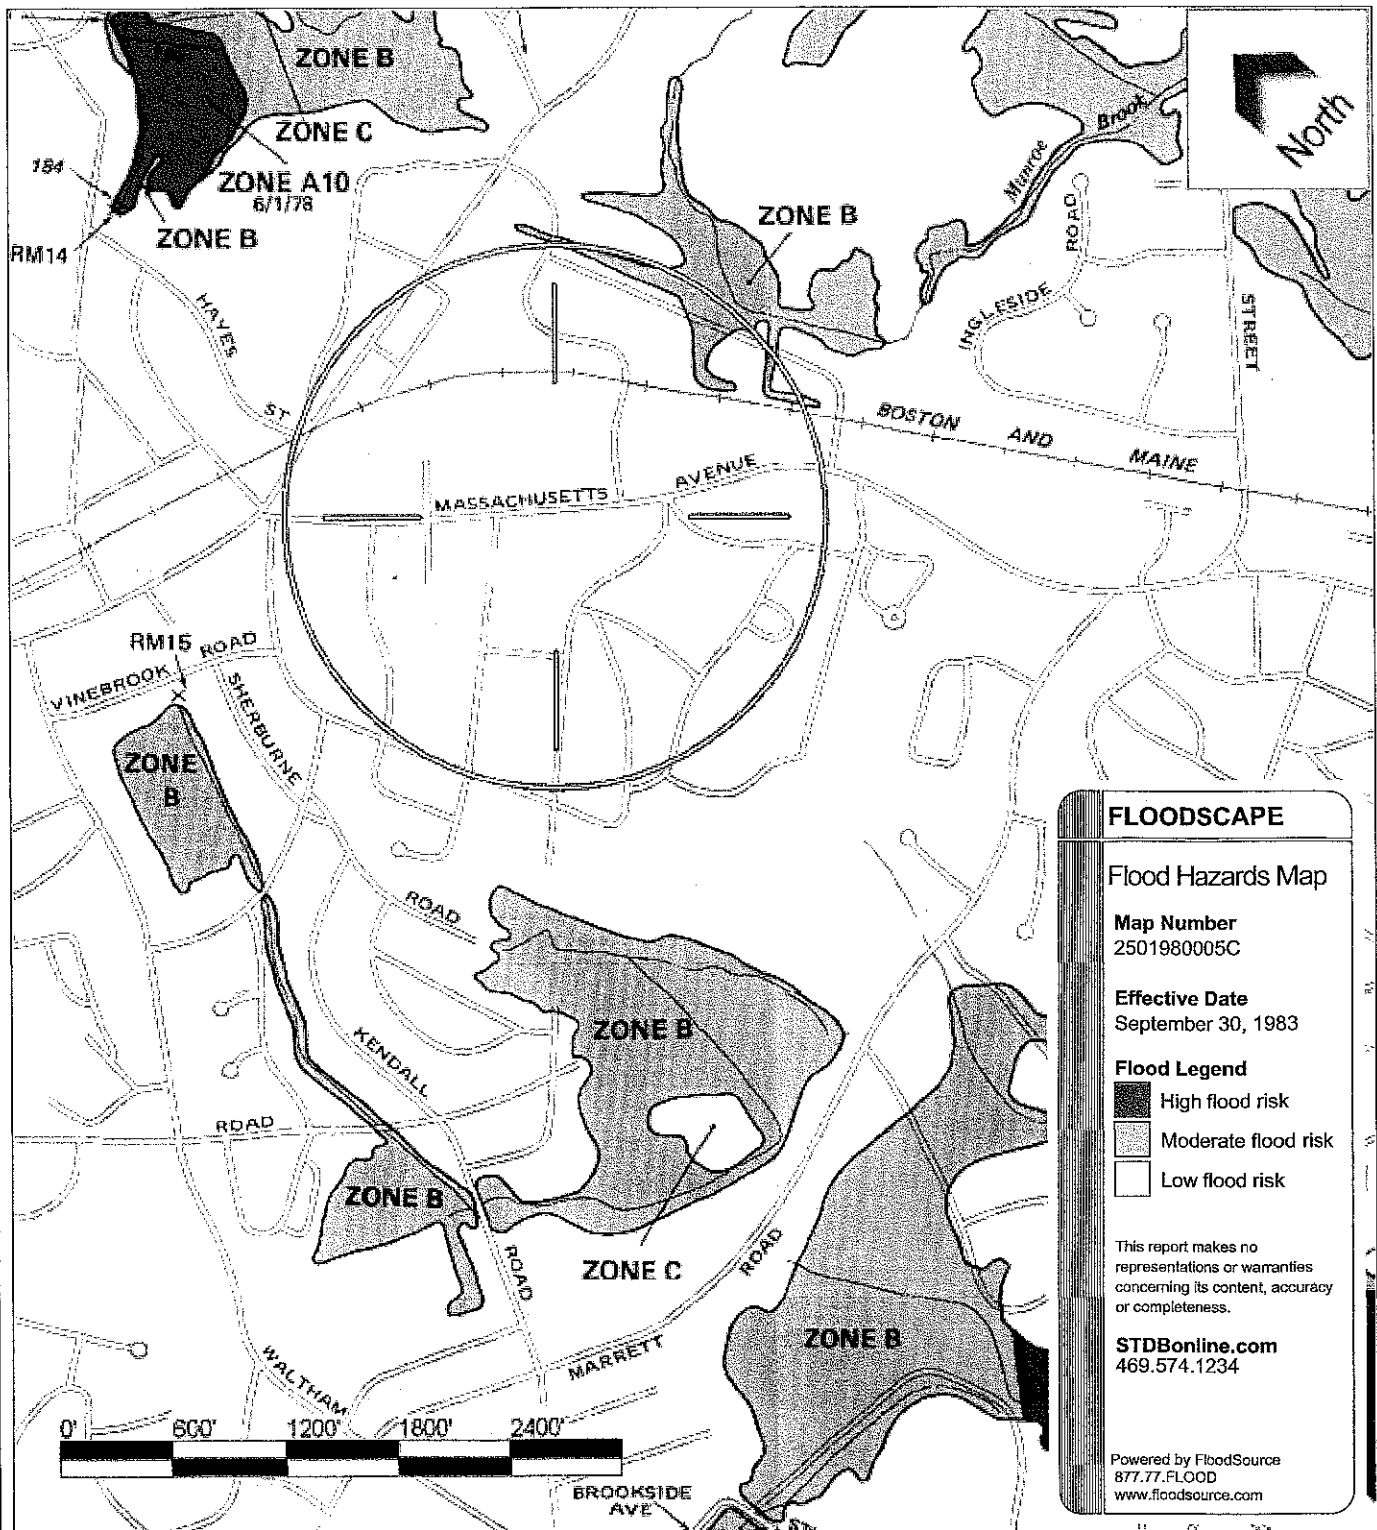 ZONE B
ZONE C
184
ZONE A10
6/1/78
ZONE B
RM14
ZONE B
Munroe Brook
North
ROAD
INGLESIDE
STREET
HAYES
ST
BOSTON AND MAINE
MASSACHUSETTS AVENUE
RM15
VINEBROOK ROAD
SHERBURNE
ZONE
B
ROAD
ZONE B
KENDALL
ROAD
ZONE B
ROAD
ZONE C
ROAD
ZONE B
MARRETT
WALTHAM
0' 600' 1200' 1800' 2400'
BROOKSIDE
AVE
FLOODSCAPE
Flood Hazards Map
Map Number
2501980005C
Effective Date
September 30, 1983
Flood Legend
High flood risk
Moderate flood risk
Low flood risk
This report makes no
representations or warranties
concerning its content, accuracy
or completeness.
STDBonline.com
469.574.1234
Powered by FloodSource
877.77.FLOOD
www.floodsource.com